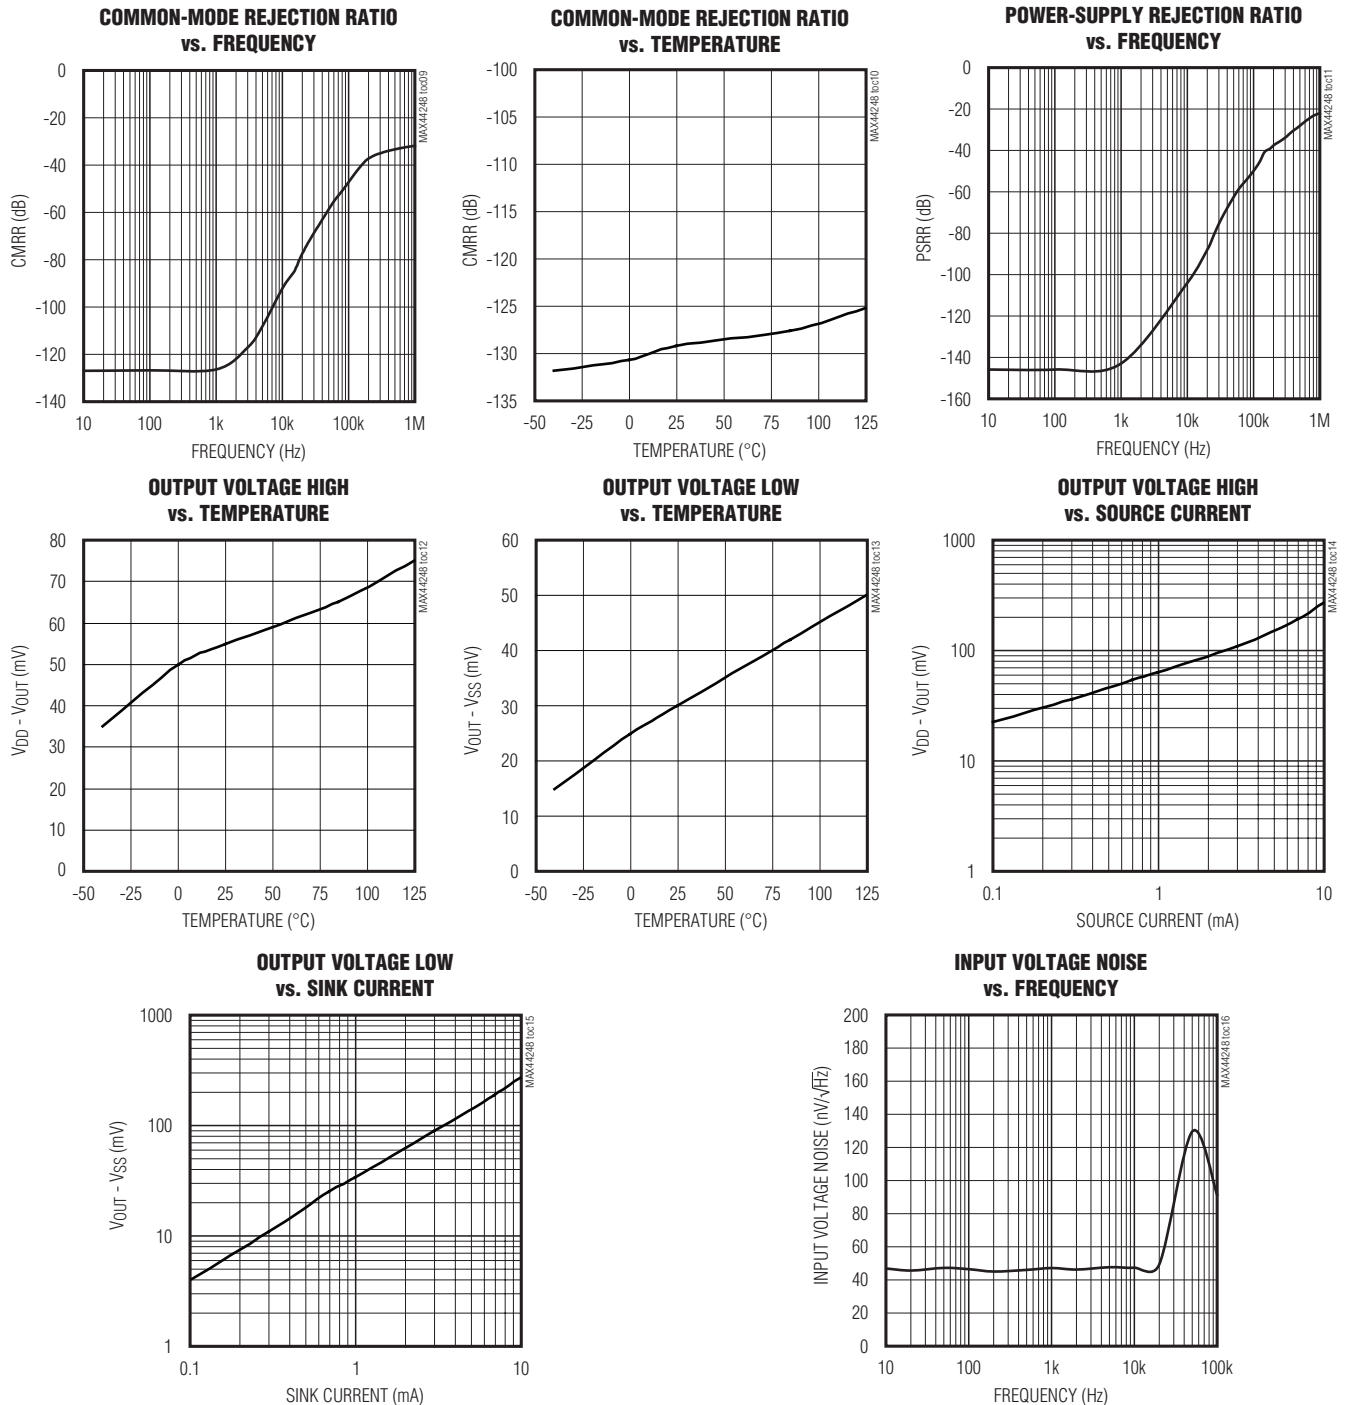 COMMON-MODE REJECTION RATIO
vs. FREQUENCY
0
-20
-40
-60
-80
-100
-120
-140
CMRR (dB)
10 100 1k 10k 100k 1M
FREQUENCY (Hz)
MAX44248 toc09
COMMON-MODE REJECTION RATIO
vs. TEMPERATURE
-100
-105
-110
-115
-120
-125
-130
-135
CMRR (dB)
-50 -25 0 25 50 75 100 125
TEMPERATURE (°C)
MAX44248 toc10
POWER-SUPPLY REJECTION RATIO
vs. FREQUENCY
0
-20
-40
-60
-80
-100
-120
-140
-160
PSRR (dB)
10 100 1k 10k 100k 1M
FREQUENCY (Hz)
MAX44248 toc11
OUTPUT VOLTAGE HIGH
vs. TEMPERATURE
80
70
60
50
40
30
20
10
0
VDD - VOUT (mV)
-50 -25 0 25 50 75 100 125
TEMPERATURE (°C)
MAX44248 toc12
OUTPUT VOLTAGE LOW
vs. TEMPERATURE
60
50
40
30
20
10
0
VOUT - VSS (mV)
-50 -25 0 25 50 75 100 125
TEMPERATURE (°C)
MAX44248 toc13
OUTPUT VOLTAGE HIGH
vs. SOURCE CURRENT
1000
100
10
1
VDD - VOUT (mV)
0.1 1 10
SOURCE CURRENT (mA)
MAX44248 toc14
OUTPUT VOLTAGE LOW
vs. SINK CURRENT
1000
100
10
1
VOUT - VSS (mV)
0.1 1 10
SINK CURRENT (mA)
MAX44248 toc15
INPUT VOLTAGE NOISE
vs. FREQUENCY
200
180
160
140
120
100
80
60
40
20
0
INPUT VOLTAGE NOISE (nV/√Hz)
10 100 1k 10k 100k
FREQUENCY (Hz)
MAX44248 toc16